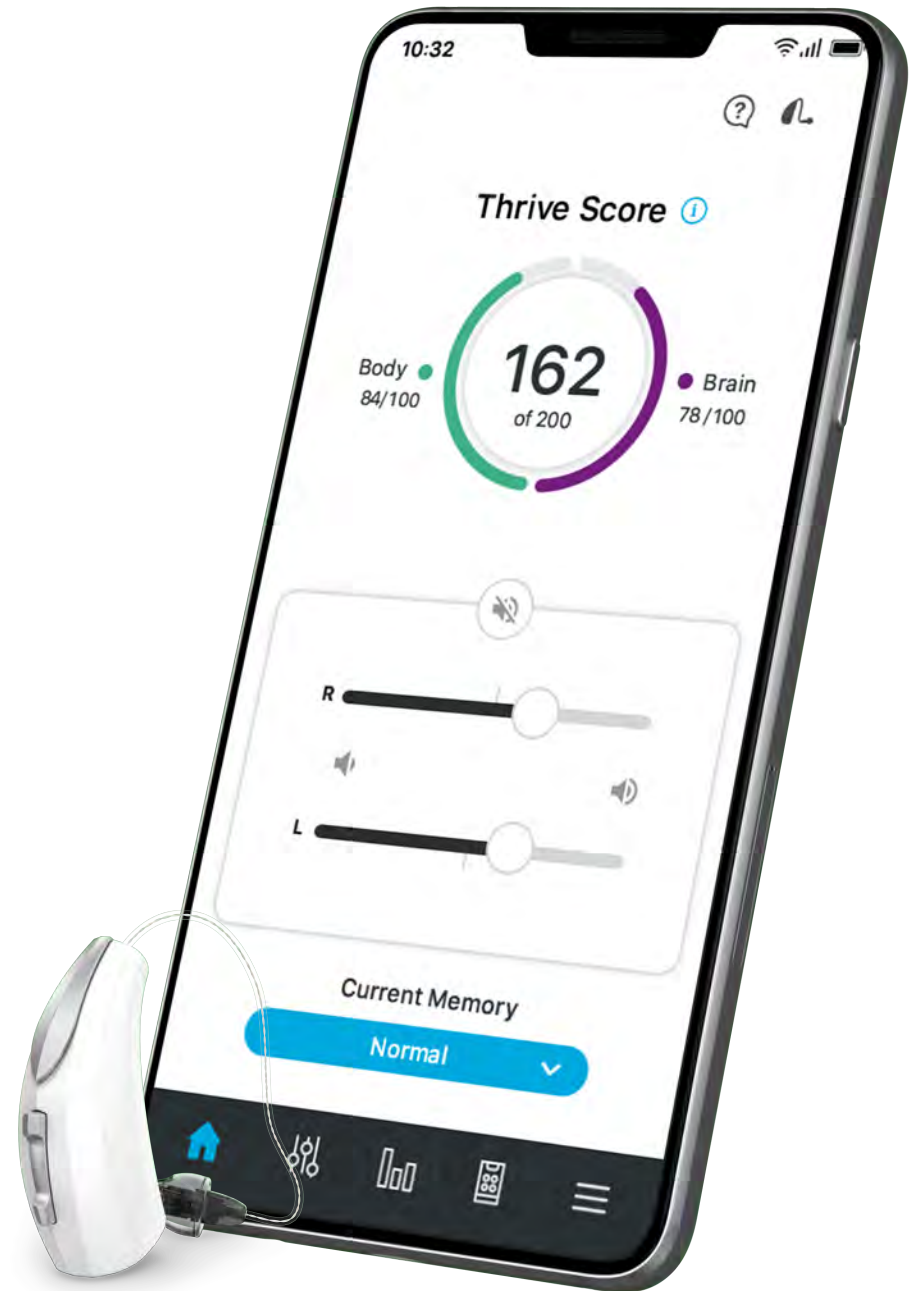 10:32
Thrive Score i
162
of 200
Body
84/100
Brain
78/100
R
L
Current Memory
Normal